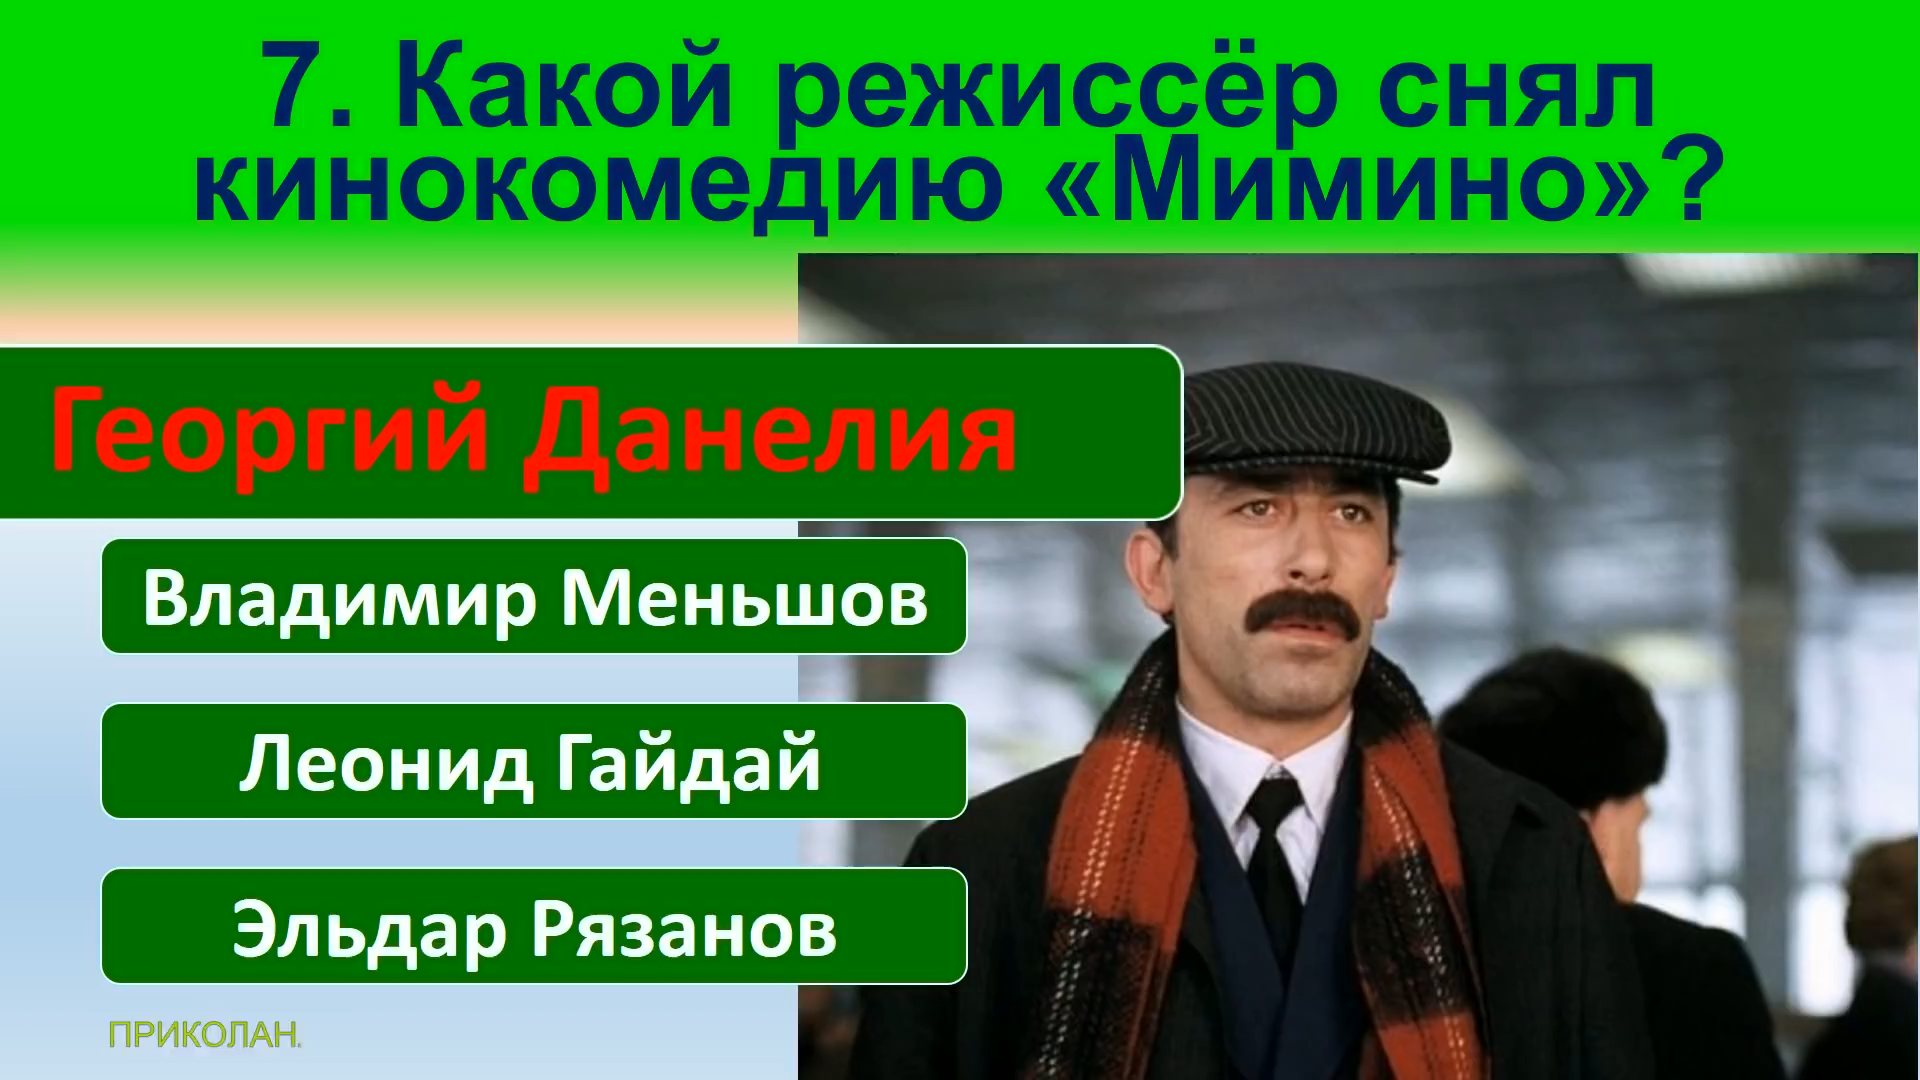 7. Какой режиссёр снял
кинокомедию «Мимино»?
Георгий Данелия
Владимир Меньшов
Леонид Гайдай
Эльдар Рязанов
ПРИКОЛАН.